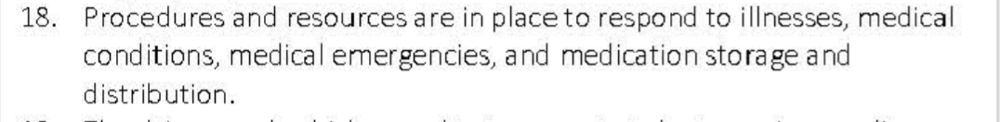 18. Procedures and resources are in place to respond to illnesses, medical
conditions, medical emergencies, and medication storage and
distribution.